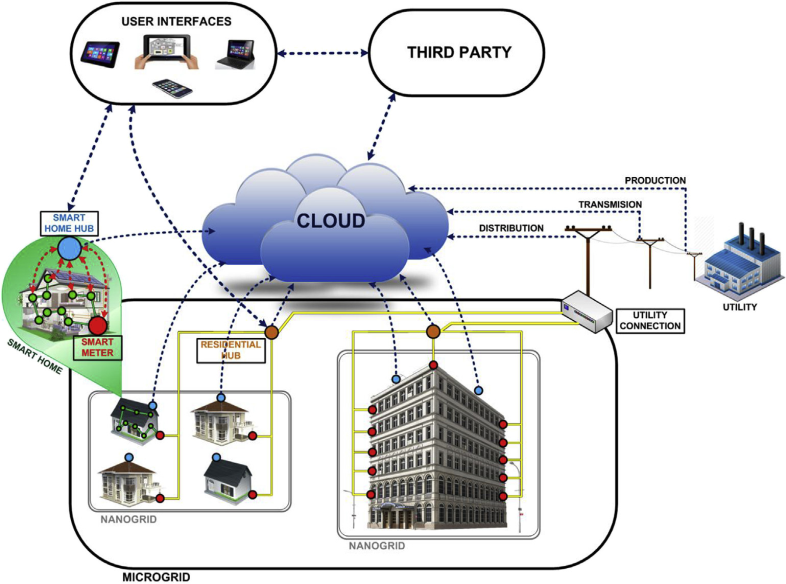 USER INTERFACES
THIRD PARTY
PRODUCTION
TRANSMISION
DISTRIBUTION
CLOUD
SMART
HOME HUB
UTILITY
UTILITY
CONNECTION
SMART HOME
SMART
METER
RESIDENTIAL
HUB
NANOGRID
NANOGRID
MICROGRID